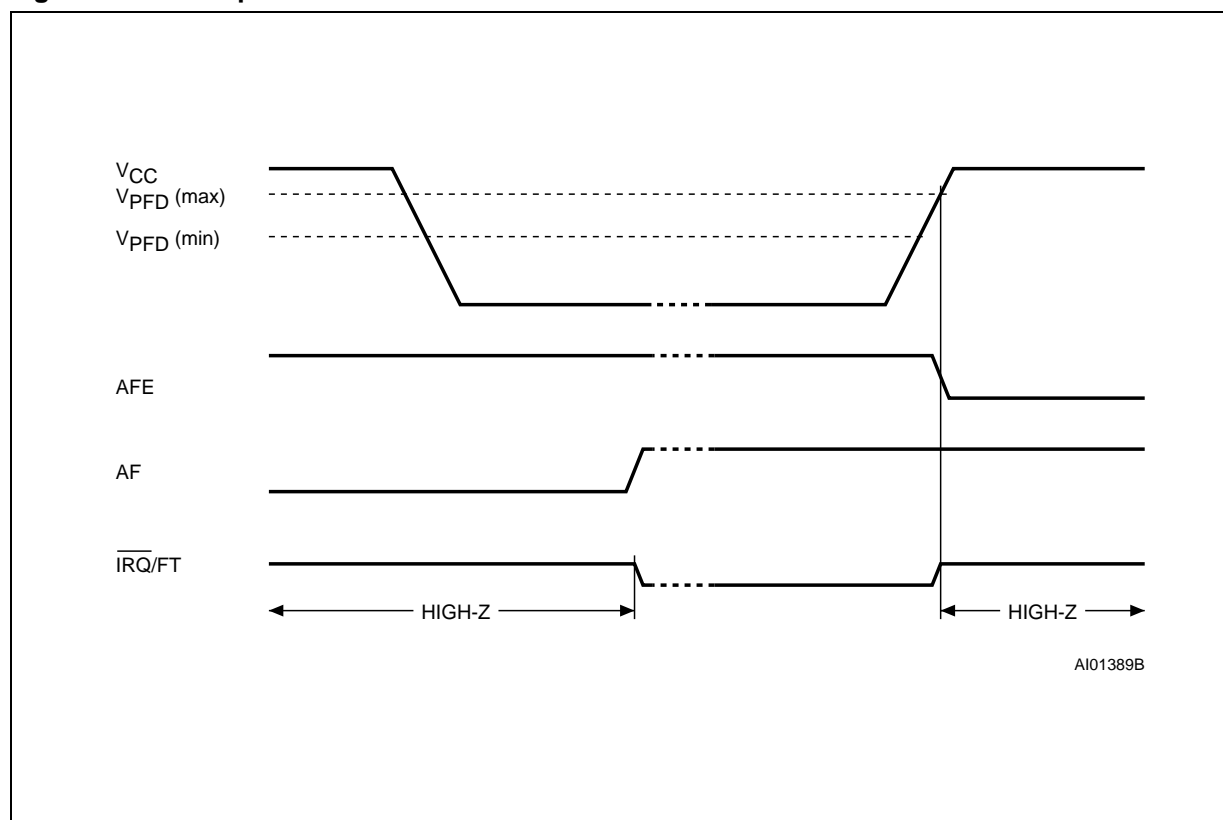 VCC
VPFD (max)
VPFD (min)
AFE
AF
IRQ/FT
HIGH-Z
HIGH-Z
AI01389B